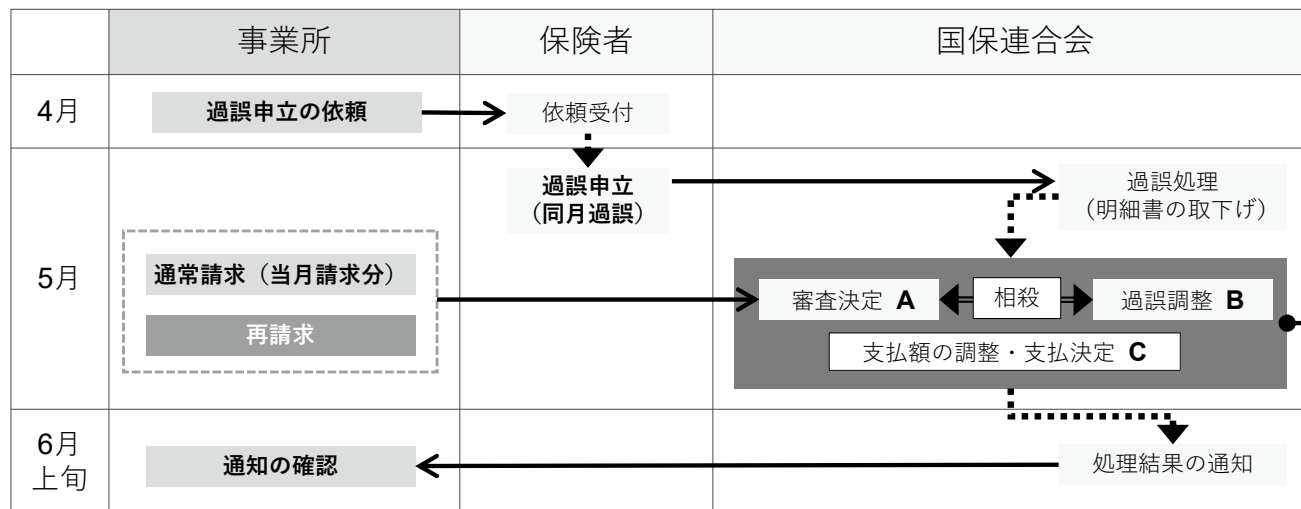 事業所
保険者
国保連合会
4月
過誤申立の依頼
依頼受付
5月
過誤申立
（同月過誤）
過誤処理
（明細書の取下げ）
通常請求（当月請求分）
再請求
審査決定 A
相殺
過誤調整 B
支払額の調整・支払決定 C
6月
上旬
通知の確認
処理結果の通知